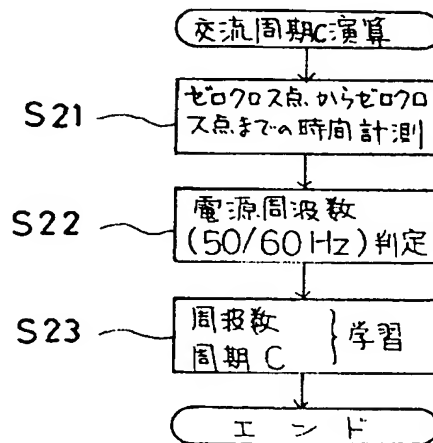 交流周期C演算
S21
ゼロクロス点からゼロクロ
ス点までの時間計測
S22
電源周波数
(50/60Hz)判定
S23
周波数
周期 C
}学習
エンド